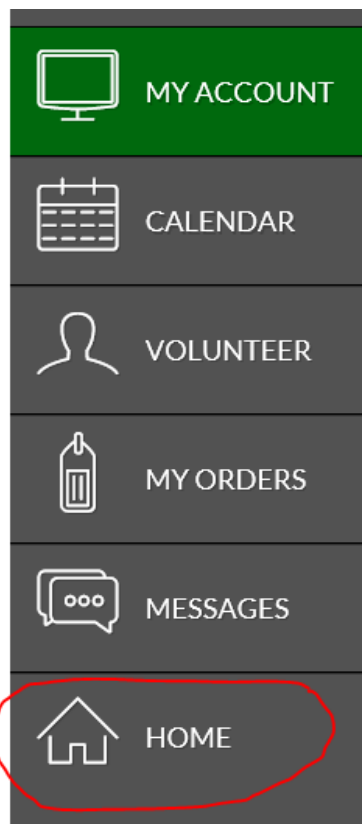 MY ACCOUNT
CALENDAR
VOLUNTEER
MY ORDERS
MESSAGES
HOME